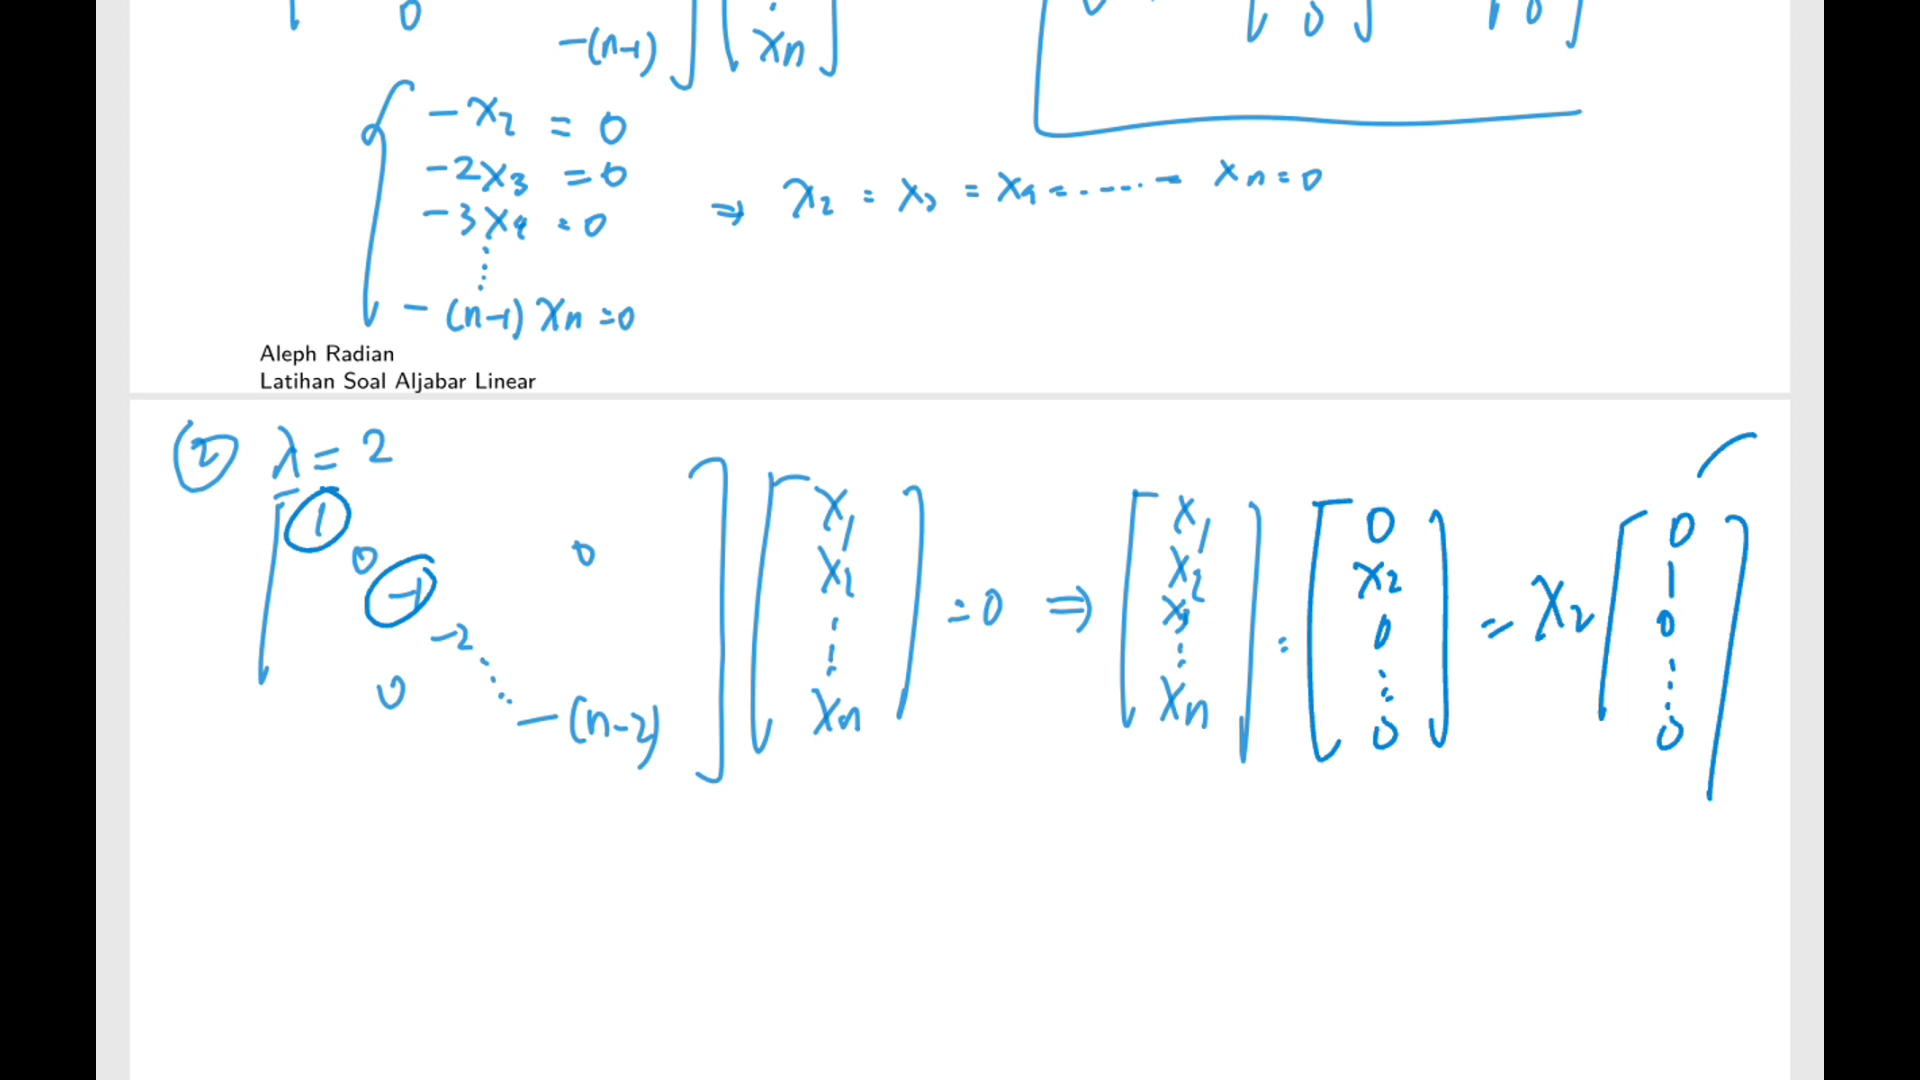 0
-(n-1) xn
0 0
-x2 = 0
-2x3 = 0
-3x4 = 0 ⇒ x2 = x3 = x4 = ...... = xn = 0
⋮
-(n-1) xn = 0
Aleph Radian
Latihan Soal Aljabar Linear
② λ = 2
[1 0 -1 -2 ⋱ -(n-2) 0 0] [x1 x2 ⋮ xn] = 0 ⇒ [x1 x2 x3 ⋮ xn] = [0 x2 0 ⋮ 0] = x2 [0 1 0 ⋮ 0]